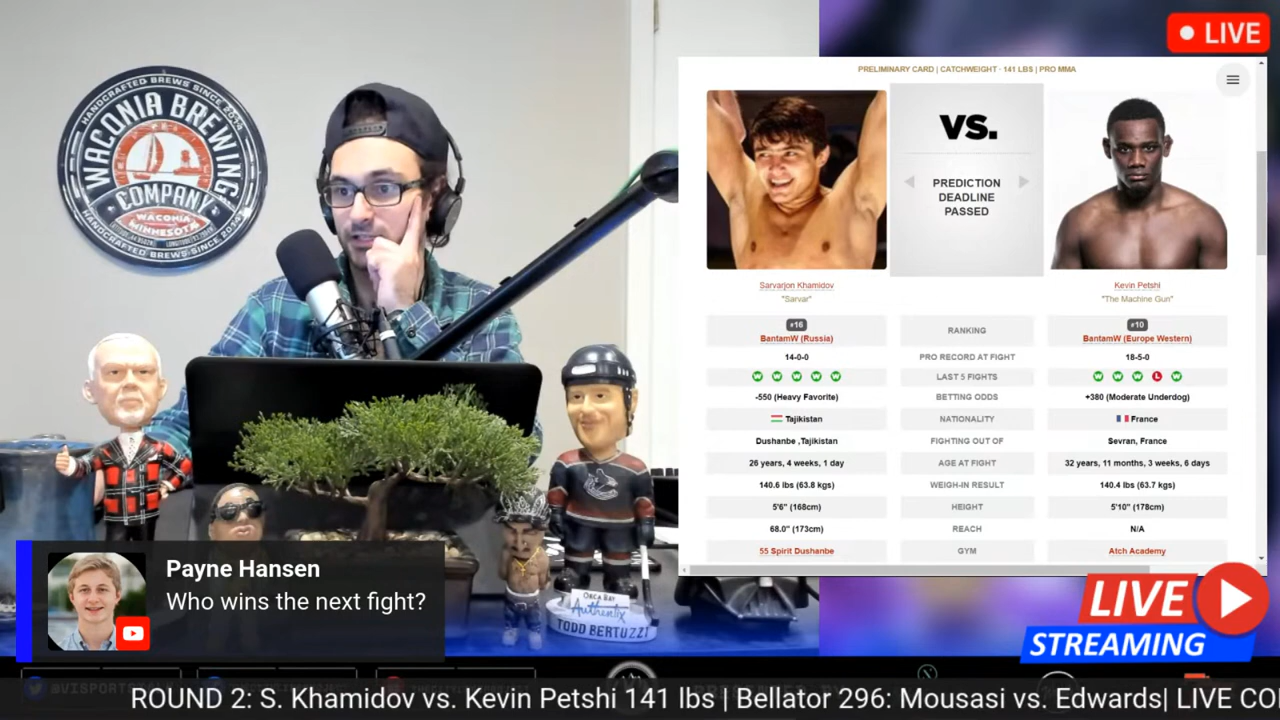 LIVE
HANDCRAFTED BREWS SINCE 2014
WACONIA BREWING
COMPANY
WACONIA
MINNESOTA
HANDCRAFTED BREWS SINCE 2014
PRELIMINARY CARD | CATCHWEIGHT · 141 LBS | PRO MMA
VS.
PREDICTION
DEADLINE
PASSED
Sarvarjon Khamidov
Kevin Petshi
"Sarvar"
"The Machine Gun"
#16
RANKING
#10
BantamW (Russia)
BantamW (Europe Western)
14-0-0
PRO RECORD AT FIGHT
18-5-0
W W W W W
LAST 5 FIGHTS
W W W L W
-550 (Heavy Favorite)
BETTING ODDS
+380 (Moderate Underdog)
Tajikistan
NATIONALITY
France
Dushanbe ,Tajikistan
FIGHTING OUT OF
Sevran, France
26 years, 4 weeks, 1 day
AGE AT FIGHT
32 years, 11 months, 3 weeks, 6 days
140.6 lbs (63.8 kgs)
WEIGH-IN RESULT
140.4 lbs (63.7 kgs)
5'6" (168cm)
HEIGHT
5'10" (178cm)
68.0" (173cm)
REACH
N/A
55 Spirit Dushanbe
GYM
Atch Academy
Payne Hansen
Who wins the next fight?
ORCA BAY
Authentix
TODD BERTUZZI
LIVE
STREAMING
ROUND 2: S. Khamidov vs. Kevin Petshi 141 lbs | Bellator 296: Mousasi vs. Edwards| LIVE CO